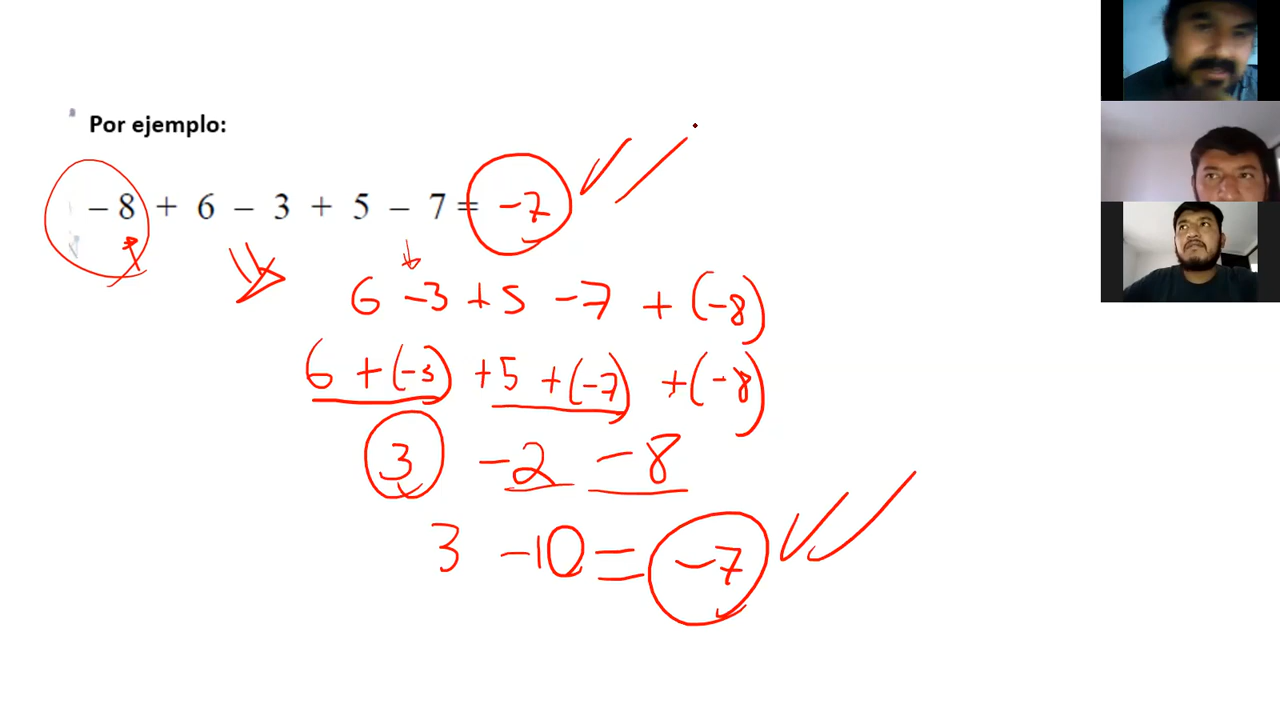 Por ejemplo:
− 8 + 6 − 3 + 5 − 7 = -7
6 -3 +5 -7 + (-8)
6 +(-3) +5 +(-7) +(-8)
3 -2 -8
3 -10 = -7